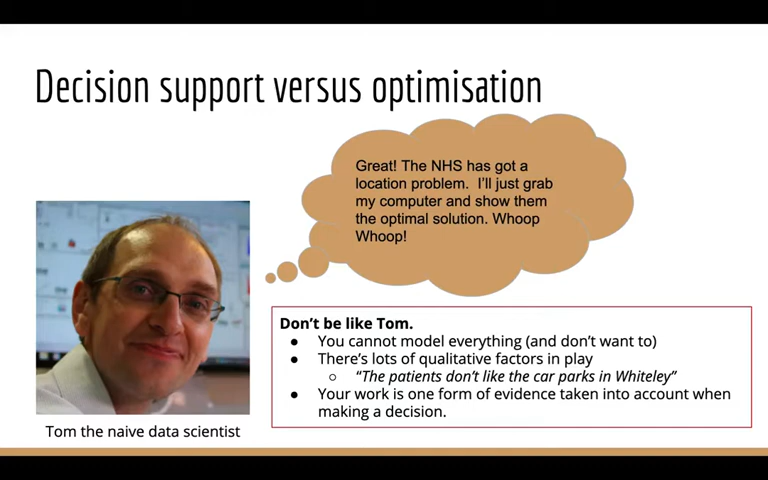 Decision support versus optimisation
Great! The NHS has got a
location problem. I'll just grab
my computer and show them
the optimal solution. Whoop
Whoop!
Don't be like Tom.
● You cannot model everything (and don't want to)
● There's lots of qualitative factors in play
○ "The patients don't like the car parks in Whiteley"
● Your work is one form of evidence taken into account when
making a decision.
Tom the naive data scientist